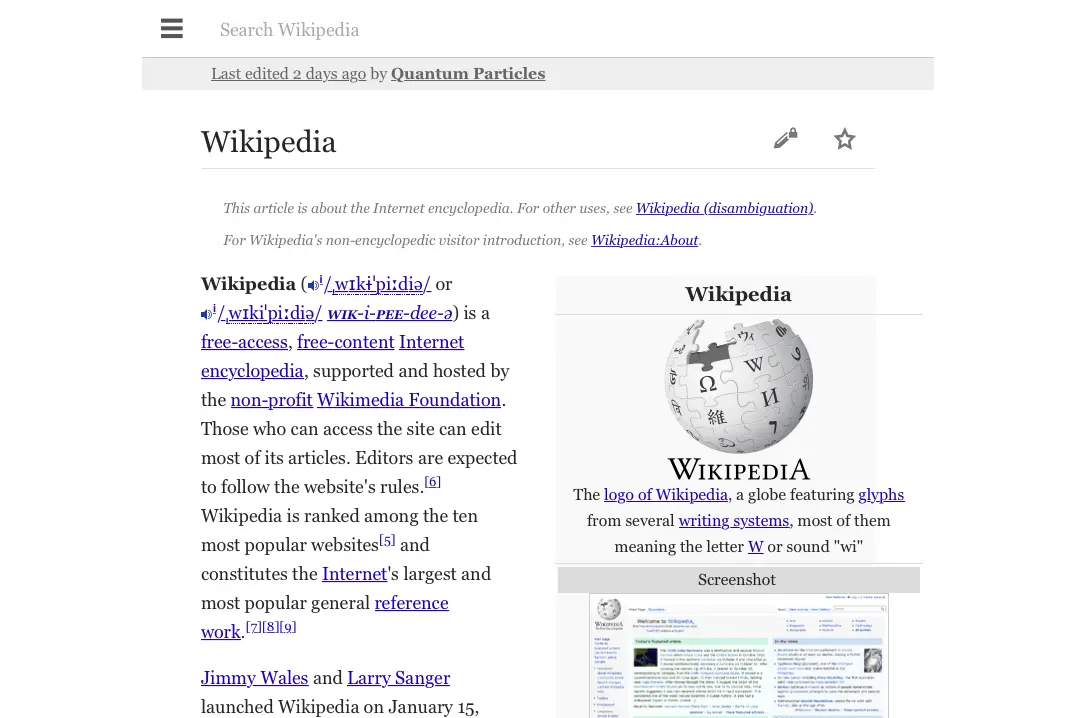 Search Wikipedia
Last edited 2 days ago by Quantum Particles
Wikipedia
This article is about the Internet encyclopedia. For other uses, see Wikipedia (disambiguation).
For Wikipedia's non-encyclopedic visitor introduction, see Wikipedia:About.
Wikipedia (i/ˌwɪkɨˈpiːdiə/ or
i/ˌwɪkiˈpiːdiə/ WIK-i-PEE-dee-ə) is a
free-access, free-content Internet
encyclopedia, supported and hosted by
the non-profit Wikimedia Foundation.
Those who can access the site can edit
most of its articles. Editors are expected
to follow the website's rules.[6]
Wikipedia is ranked among the ten
most popular websites[5] and
constitutes the Internet's largest and
most popular general reference
work.[7][8][9]
Jimmy Wales and Larry Sanger
launched Wikipedia on January 15,
Wikipedia
Ω W И 維
WIKIPEDIA
The logo of Wikipedia, a globe featuring glyphs
from several writing systems, most of them
meaning the letter W or sound "wi"
Screenshot
WIKIPEDIA
Welcome to Wikipedia,